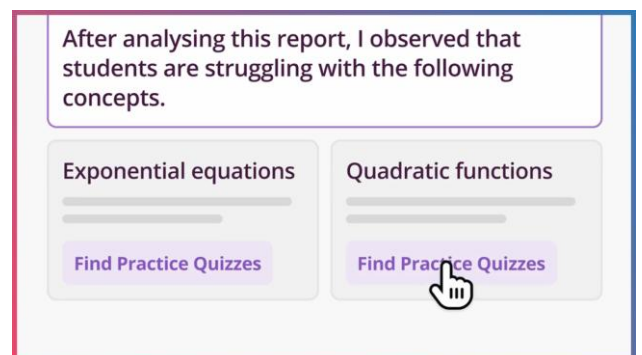 After analysing this report, I observed that
students are struggling with the following
concepts.
Exponential equations
Quadratic functions
Find Practice Quizzes
Find Practice Quizzes